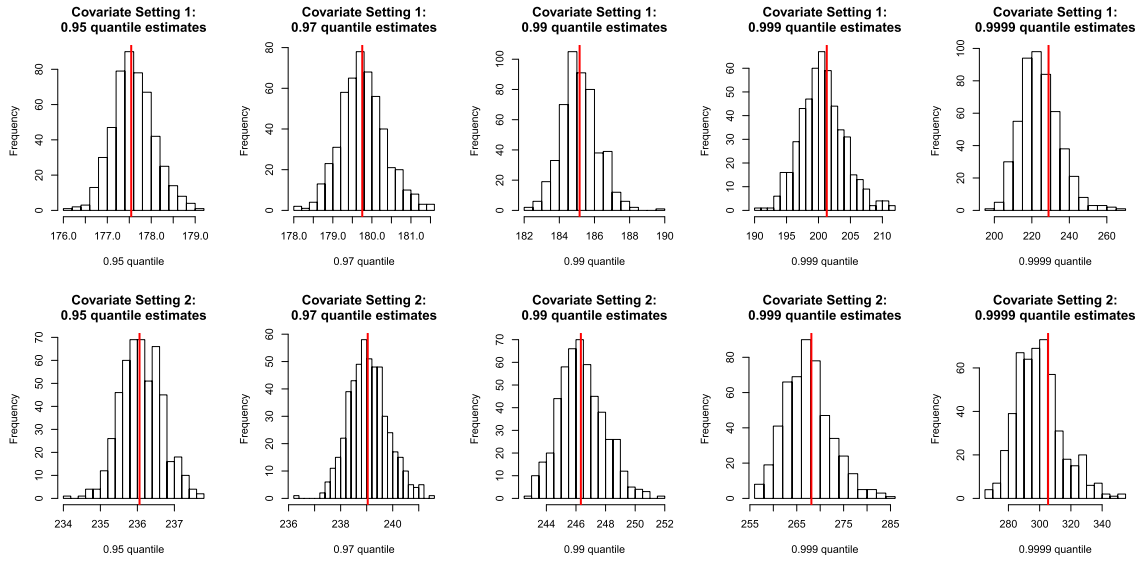 Covariate Setting 1:
0.95 quantile estimates
Frequency
0 20 40 60 80
176.0 177.0 178.0 179.0
0.95 quantile
Covariate Setting 1:
0.97 quantile estimates
Frequency
0 20 40 60 80
178.0 179.0 180.0 181.0
0.97 quantile
Covariate Setting 1:
0.99 quantile estimates
Frequency
0 20 40 60 80 100
182 184 186 188 190
0.99 quantile
Covariate Setting 1:
0.999 quantile estimates
Frequency
0 10 20 30 40 50 60
190 195 200 205 210
0.999 quantile
Covariate Setting 1:
0.9999 quantile estimates
Frequency
0 20 40 60 80 100
200 220 240 260
0.9999 quantile
Covariate Setting 2:
0.95 quantile estimates
Frequency
0 10 20 30 40 50 60 70
234 235 236 237
0.95 quantile
Covariate Setting 2:
0.97 quantile estimates
Frequency
0 10 20 30 40 50 60
236 238 240
0.97 quantile
Covariate Setting 2:
0.99 quantile estimates
Frequency
0 10 20 30 40 50 60 70
244 246 248 250 252
0.99 quantile
Covariate Setting 2:
0.999 quantile estimates
Frequency
0 20 40 60 80
255 265 275 285
0.999 quantile
Covariate Setting 2:
0.9999 quantile estimates
Frequency
0 20 40 60
280 300 320 340
0.9999 quantile